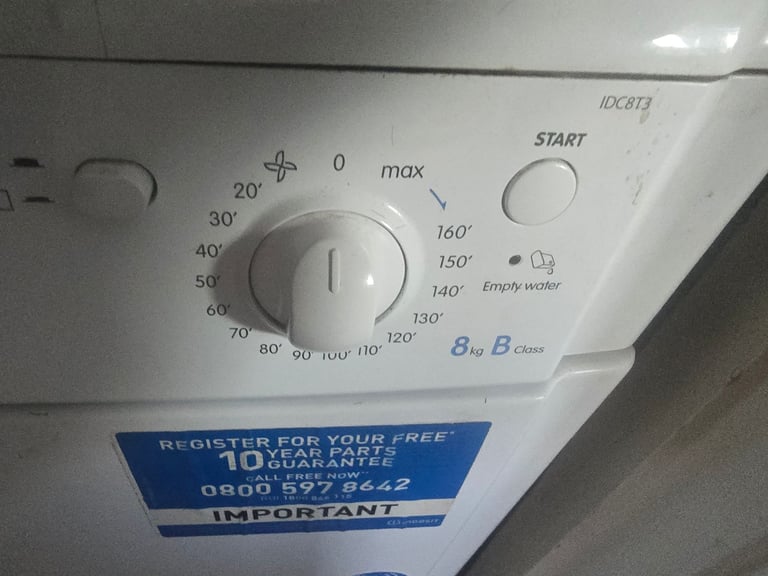 IDC8T3
START
0
max
20′
30′
40′
50′
60′
70′
80′
90′
100′
110′
120′
130′
140′
150′
160′
Empty water
8kg B Class
REGISTER FOR YOUR FREE*
10 YEAR PARTS GUARANTEE
CALL FREE NOW**
0800 597 8642
IMPORTANT
indesit